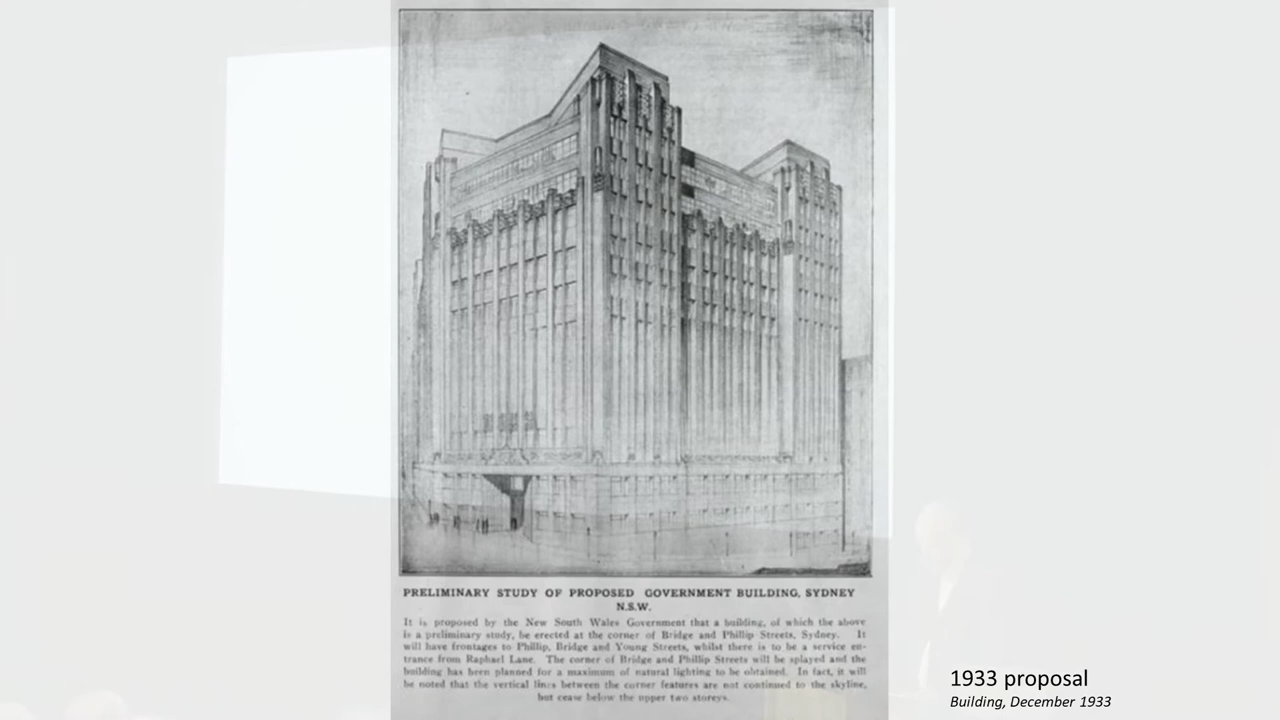 PRELIMINARY STUDY OF PROPOSED GOVERNMENT BUILDING, SYDNEY
N.S.W.
It is proposed by the New South Wales Government that a building, of which the above
is a preliminary study, be erected at the corner of Bridge and Phillip Streets, Sydney. It
will have frontages to Phillip, Bridge and Young Streets, whilst there is to be a service en-
trance from Raphael Lane. The corner of Bridge and Phillip Streets will be splayed and the
building has been planned for a maximum of natural lighting to be obtained. In fact, it will
be noted that the vertical lines between the corner features are not continued to the skyline,
but cease below the upper two storeys.
1933 proposal
Building, December 1933